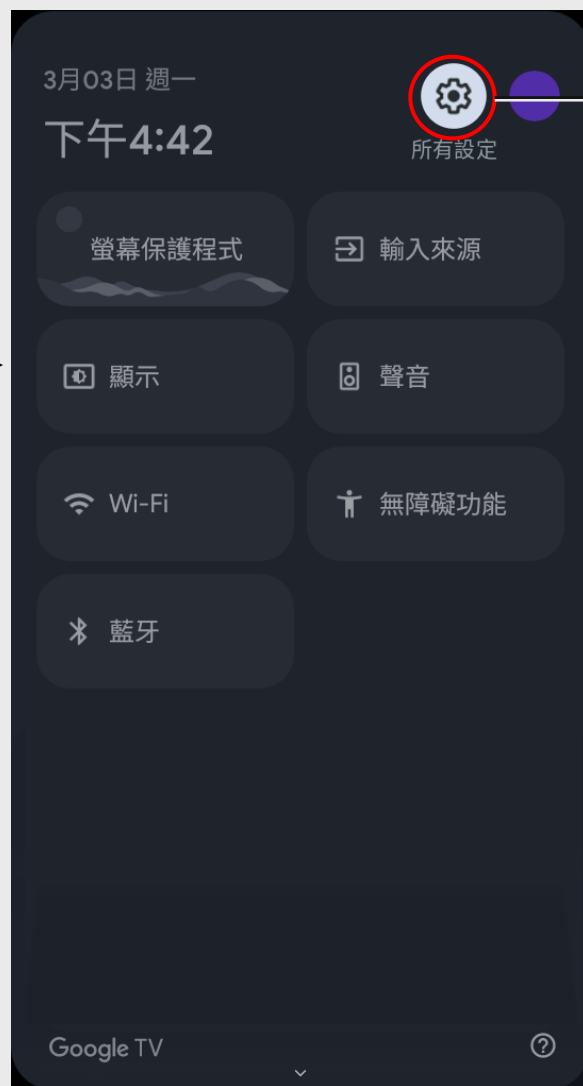 3月03日 週一
下午4:42
所有設定
螢幕保護程式
輸入來源
顯示
聲音
Wi-Fi
無障礙功能
藍牙
Google TV